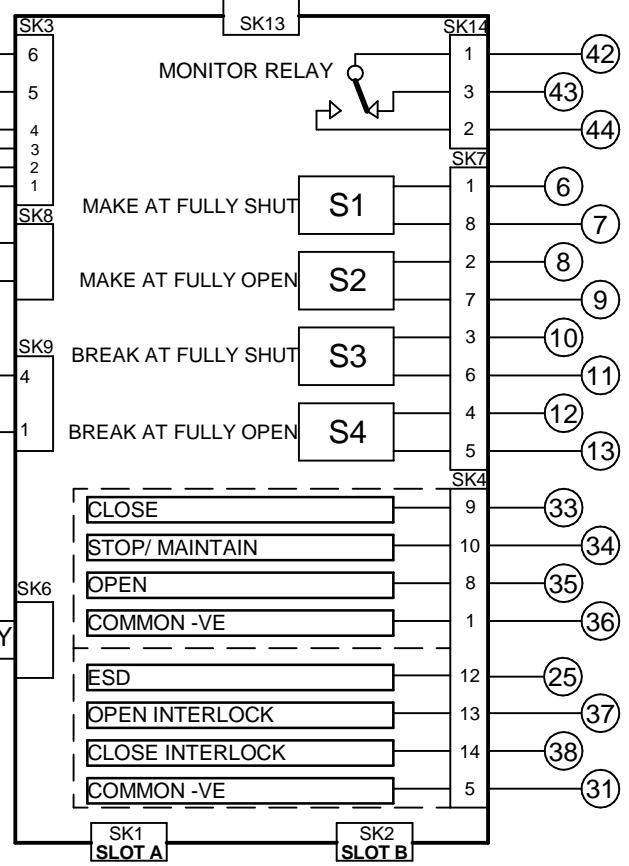 SK3
SK13
SK14
6
MONITOR RELAY
1
42
5
3
43
4
2
44
3
2
1
SK7
MAKE AT FULLY SHUT
S1
1
6
SK8
8
7
MAKE AT FULLY OPEN
S2
2
8
7
9
SK9
BREAK AT FULLY SHUT
S3
3
10
4
6
11
1
BREAK AT FULLY OPEN
S4
4
12
5
13
SK4
CLOSE
9
33
STOP/ MAINTAIN
10
34
SK6
OPEN
8
35
COMMON -VE
1
36
Y
ESD
12
25
OPEN INTERLOCK
13
37
CLOSE INTERLOCK
14
38
COMMON -VE
5
31
SK1
SLOT A
SK2
SLOT B